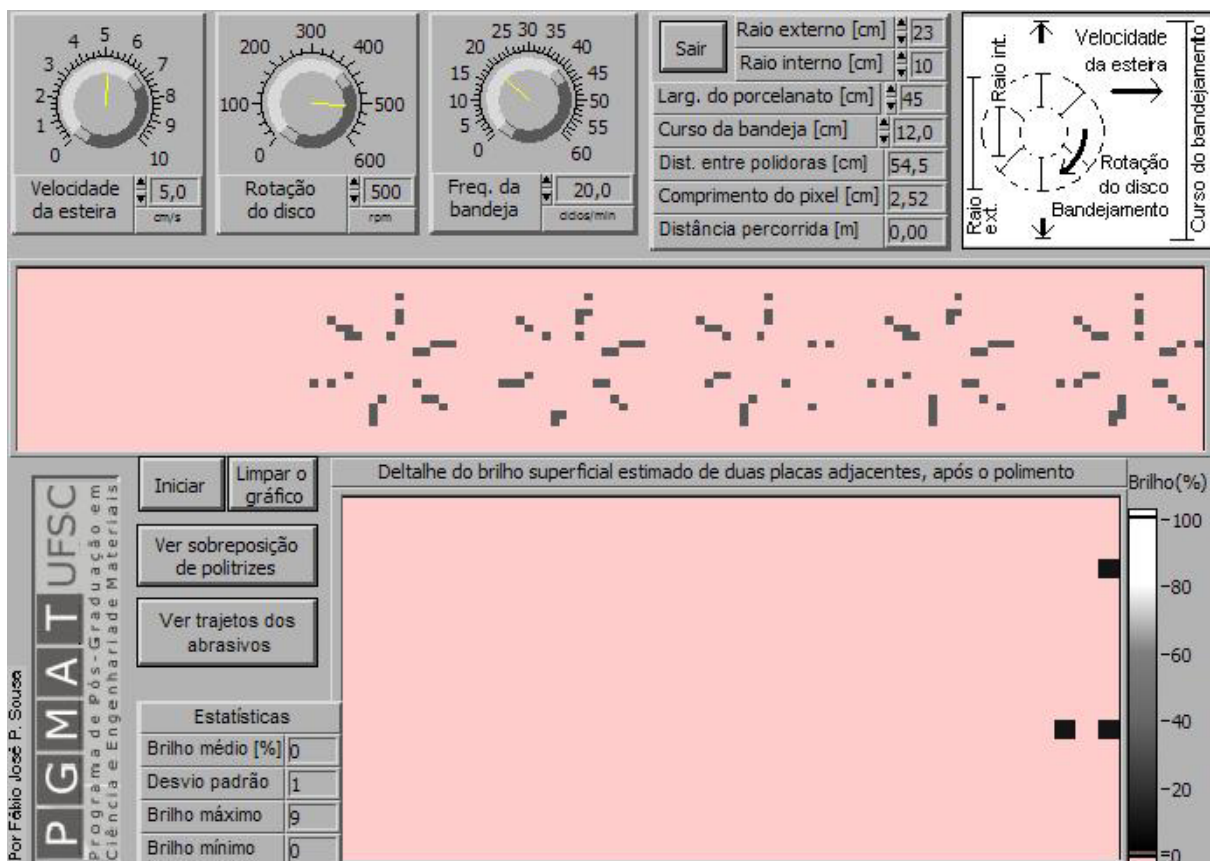 0 1 2 3 4 5 6 7 8 9 10
Velocidade
da esteira
5,0
cm/s
0 100 200 300 400 500 600
Rotação
do disco
500
rpm
0 5 10 15 20 25 30 35 40 45 50 55 60
Freq. da
bandeja
20,0
ciclos/min
Sair
Raio externo [cm] 23
Raio interno [cm] 10
Larg. do porcelanato [cm] 45
Curso da bandeja [cm] 12,0
Dist. entre polidoras [cm] 54,5
Comprimento do pixel [cm] 2,52
Distância percorrida [m] 0,00
Raio ext.
Raio int.
Velocidade
da esteira
Rotação
do disco
Bandejamento
Curso do bandejamento
Por Fábio José P. Sousa
PGMAT UFSC
Programa de Pós-Graduação em
Ciência e Engenhariade Materiais
Iniciar
Limpar o
gráfico
Ver sobreposição
de politrizes
Ver trajetos dos
abrasivos
Estatísticas
Brilho médio [%] 0
Desvio padrão 1
Brilho máximo 9
Brilho mínimo 0
Deltalhe do brilho superficial estimado de duas placas adjacentes, após o polimento
Brilho(%)
100
80
60
40
20
0